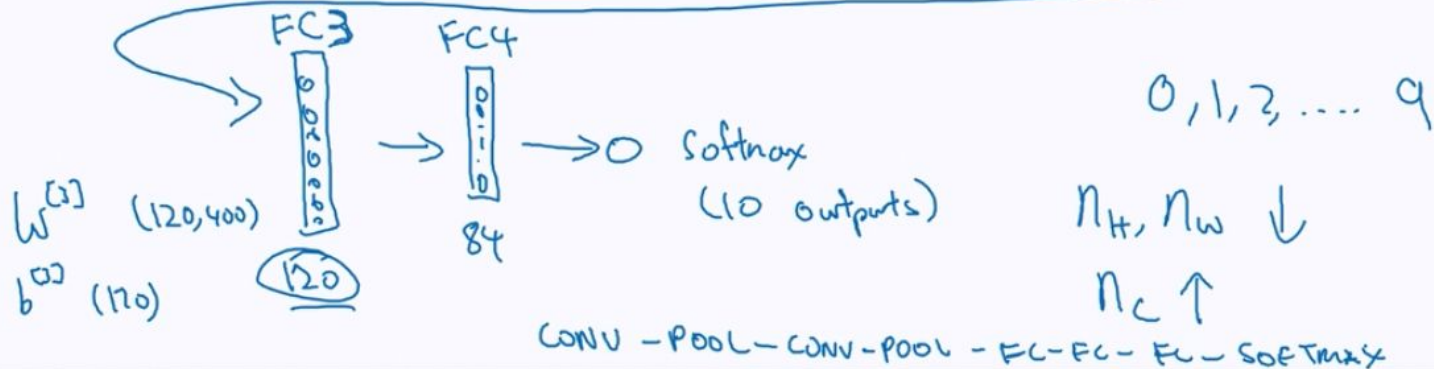 FC3 FC4
0, 1, 2, .... 9
softmax
W^[3] (120,400)
(10 outputs)
n_H, n_W ↓
84
120
b^[3] (120)
n_C ↑
CONV - POOL - CONV - POOL - FC - FC - FC - SOFTMAX